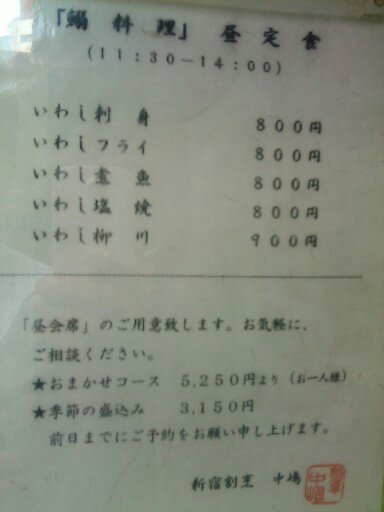 「鰯料理」昼定食
(11:30-14:00)
いわし刺身 800円
いわしフライ 800円
いわし煮魚 800円
いわし塩焼 800円
いわし柳川 900円
「昼会席」のご用意致します。お気軽に、
ご相談ください。
★おまかせコース 5,250円より(お一人様)
★季節の盛込み 3,150円
前日までにご予約をお願い申し上げます。
新宿割烹 中嶋